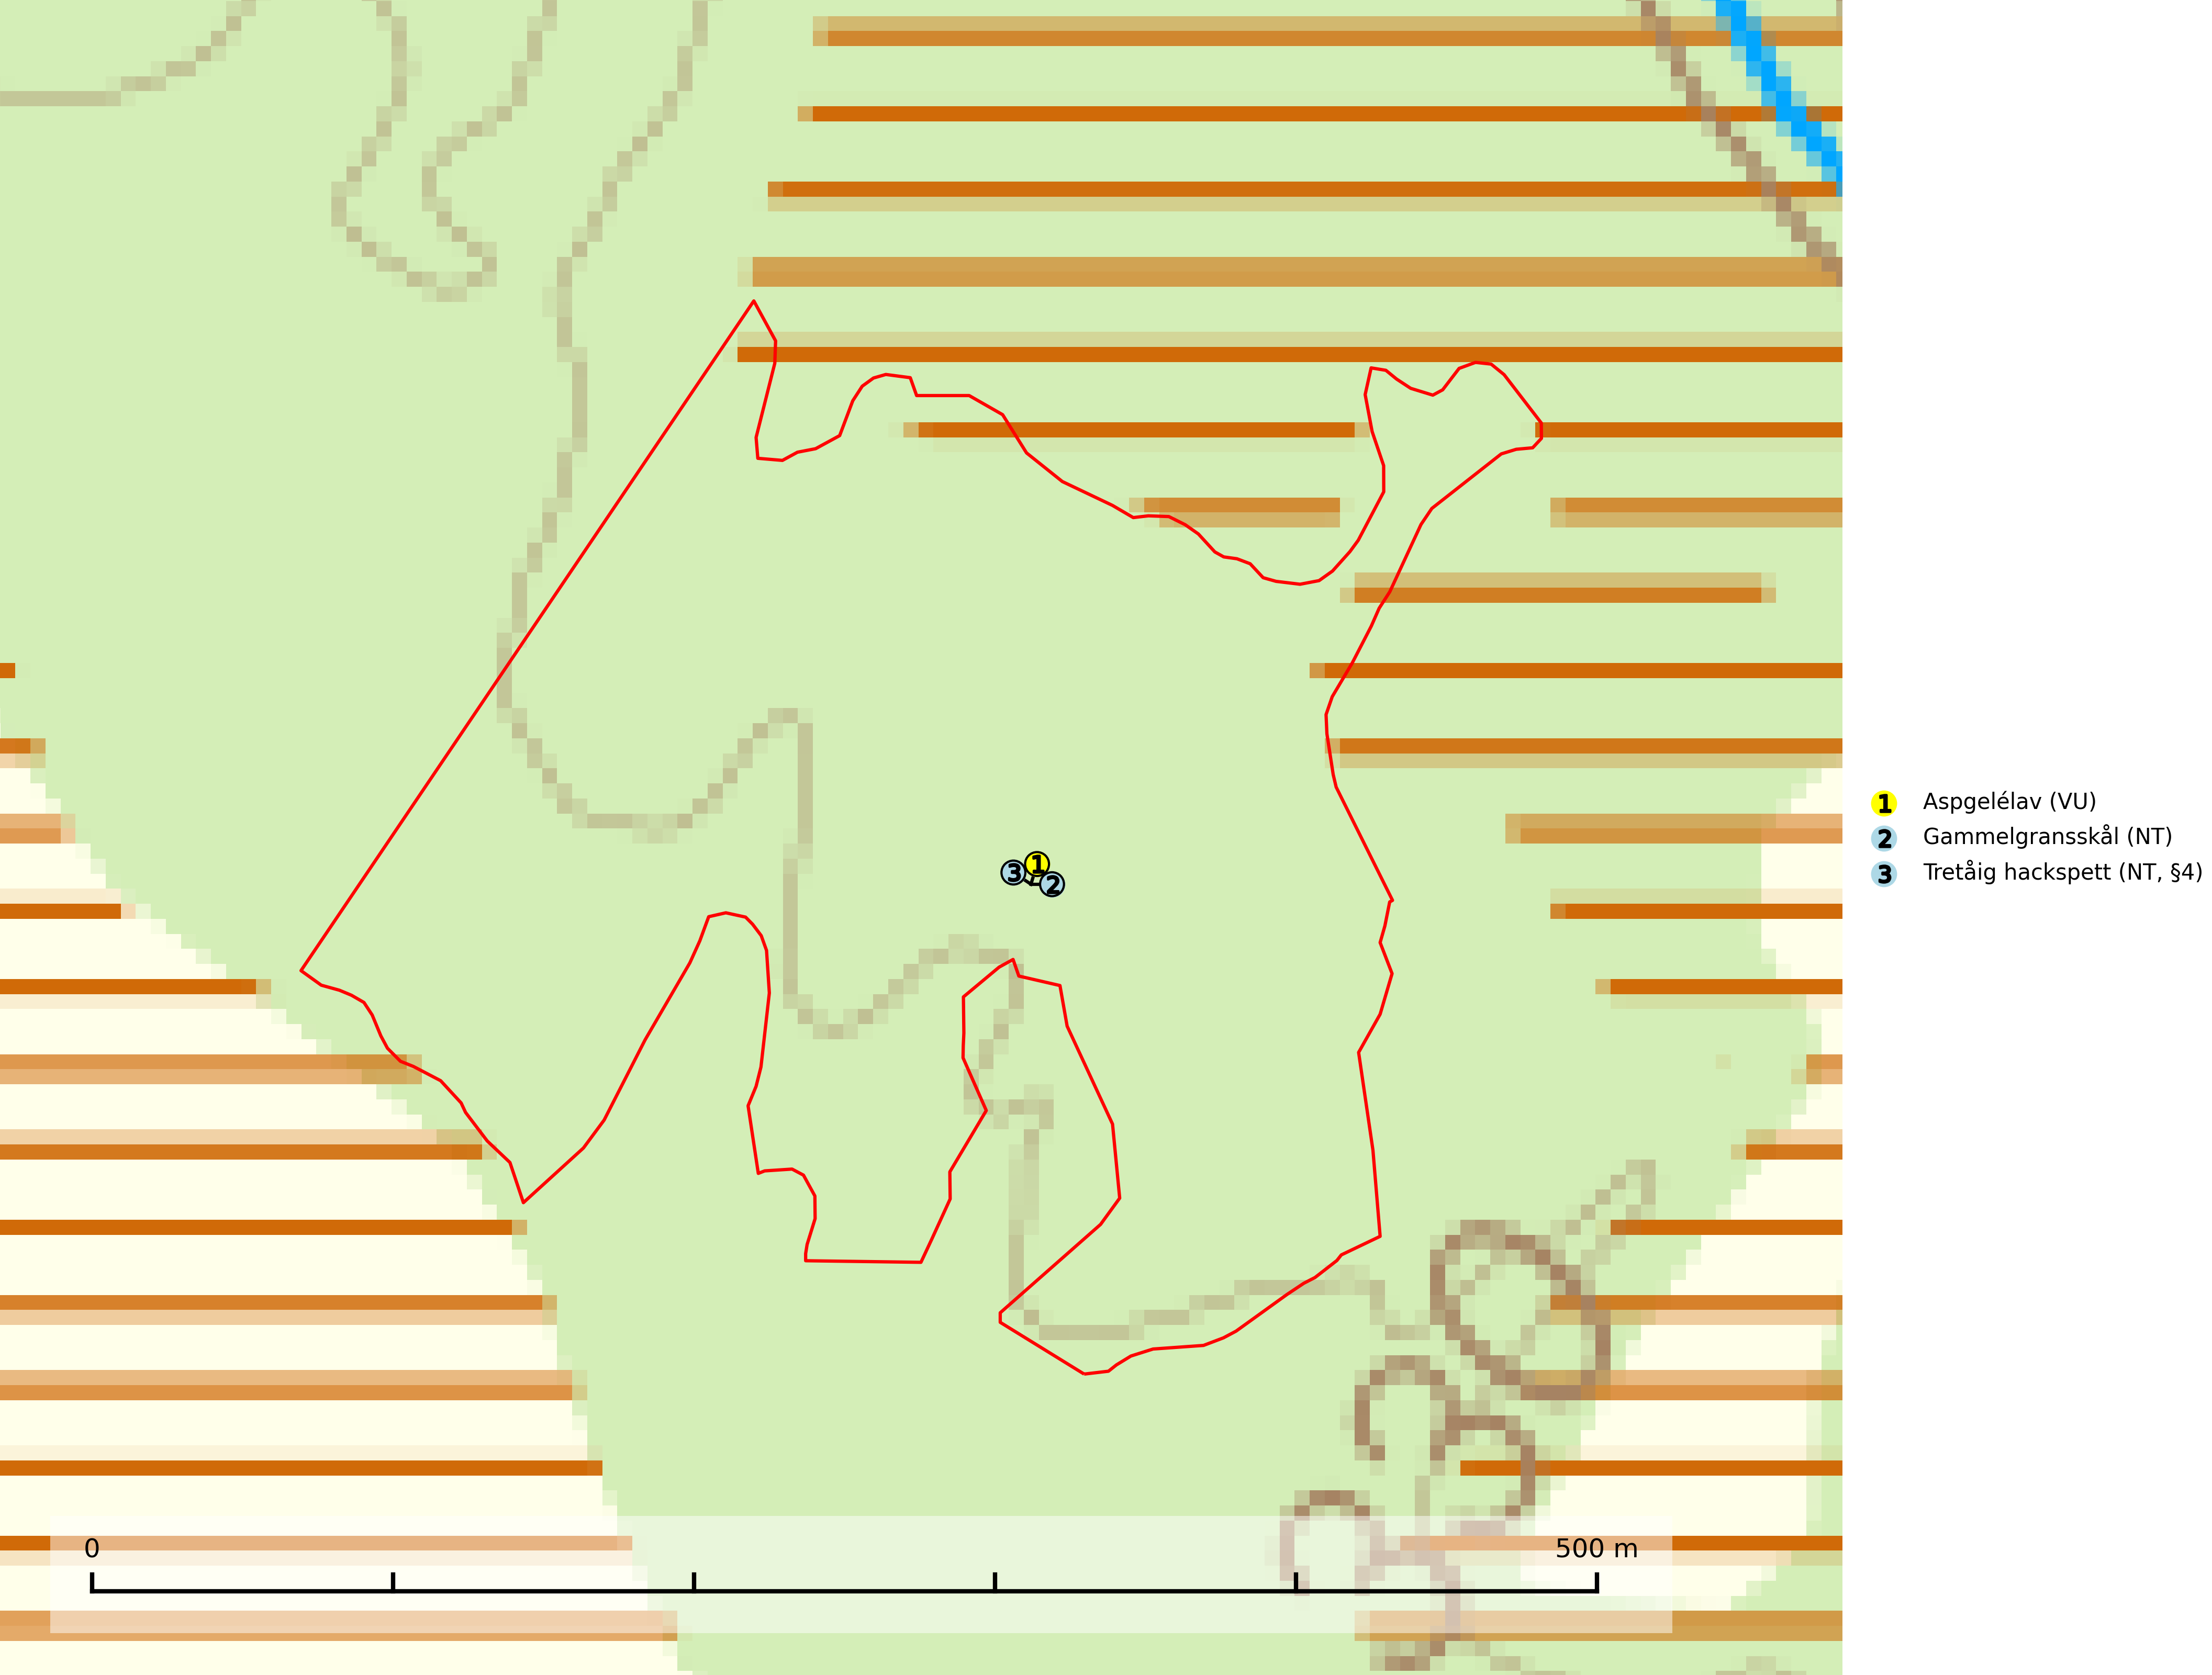 1 Aspgelélav (VU)
2 Gammelgransskål (NT)
3 Tretåig hackspett (NT, §4)
3 1 2
0 500 m